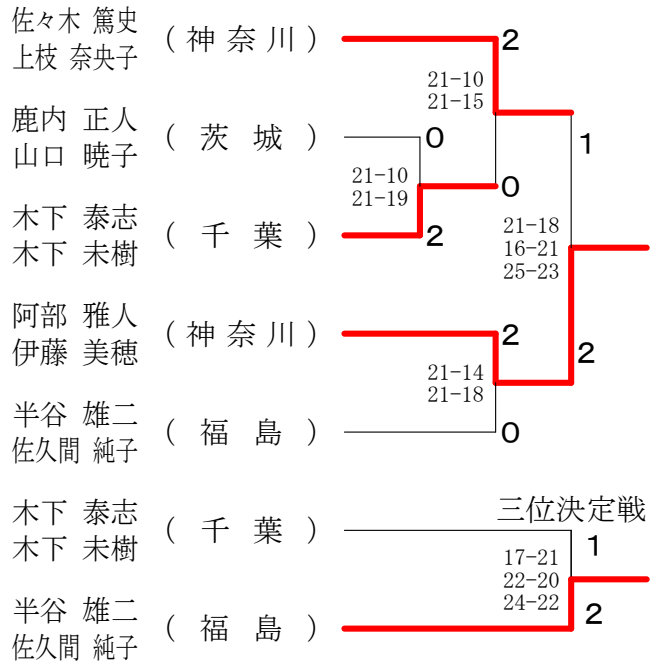 佐々木 篤史
上枝 奈央子
( 神 奈 川 )
2
21-10
21-15
鹿内 正人
山口 暁子
( 茨 城 )
0
1
21-10
21-19
0
木下 泰志
木下 未樹
( 千 葉 )
2
21-18
16-21
25-23
阿部 雅人
伊藤 美穂
( 神 奈 川 )
2
2
21-14
21-18
半谷 雄二
佐久間 純子
( 福 島 )
0
三位決定戦
木下 泰志
木下 未樹
( 千 葉 )
1
17-21
22-20
24-22
半谷 雄二
佐久間 純子
( 福 島 )
2